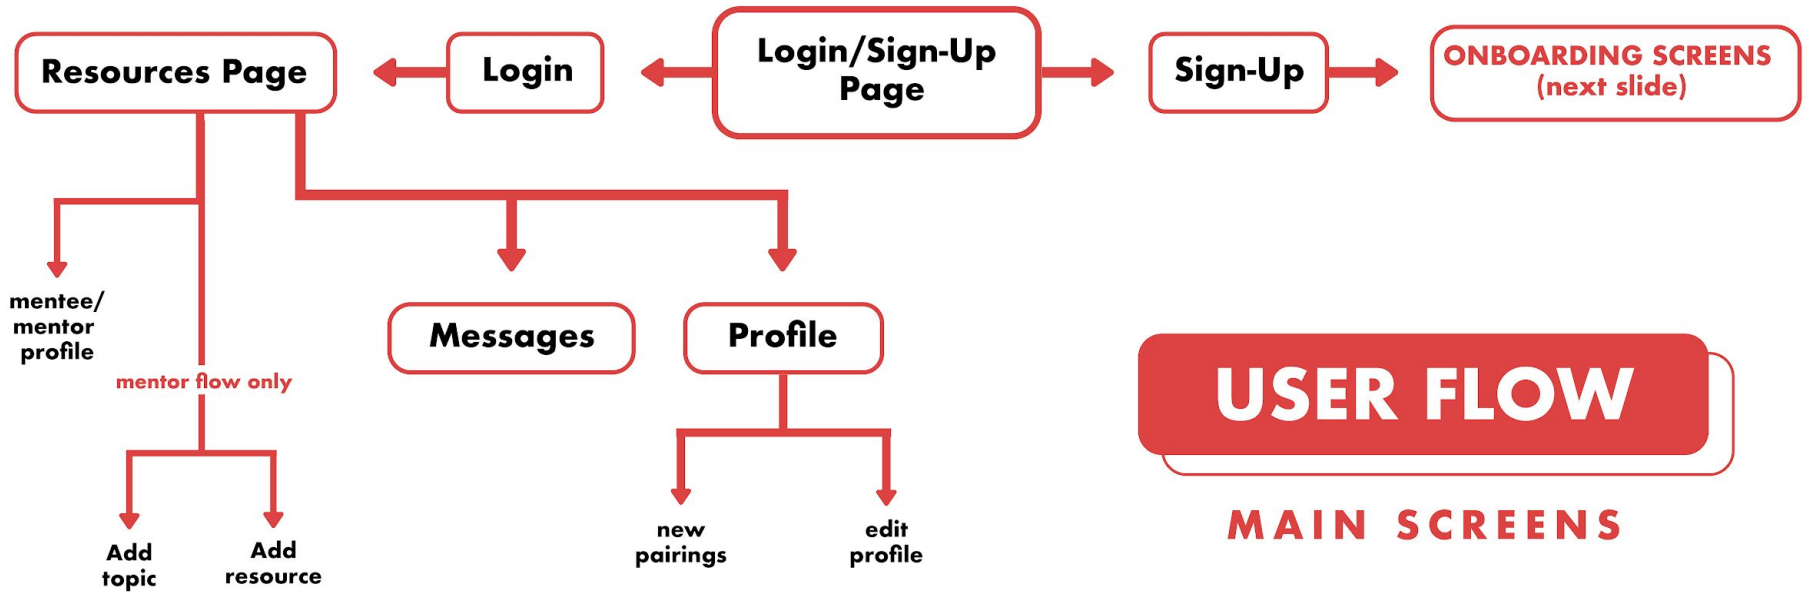 Resources Page
Login
Login/Sign-Up
Page
Sign-Up
ONBOARDING SCREENS
(next slide)
mentee/
mentor
profile
mentor flow only
Add
topic
Add
resource
Messages
Profile
new
pairings
edit
profile
USER FLOW
MAIN SCREENS